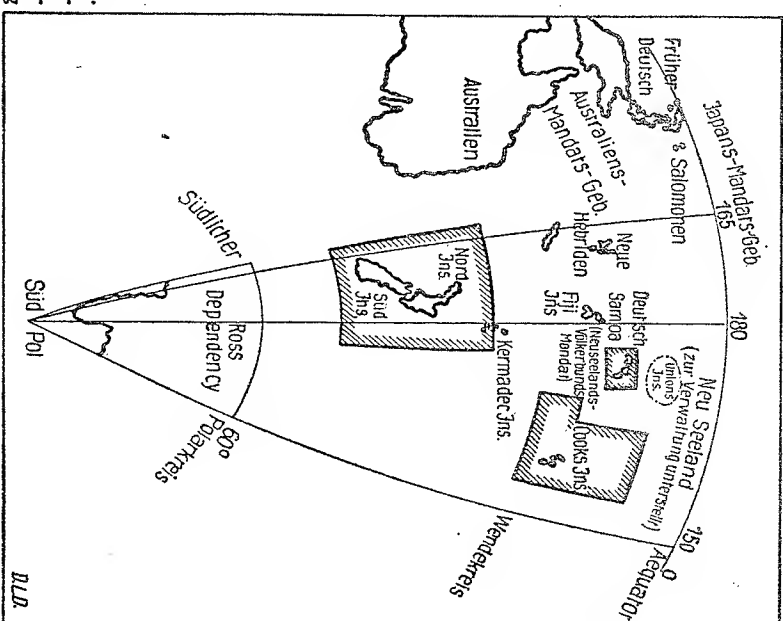 Japans-Mandats-Geb.
Früher
Deutsch
Salomonen
165
180
150
0
Aequator
Australiens-
Mandats-Geb.
Australien
Neue
Hebriden
Fiji
Jns
Deutsch
Samoa
(Neuseelands-
Völkerbunds-
Mandat)
Unions
Jns.
Neu Seeland
(zur Verwaltung unterstellt)
Cooks Jns
Kermadec Jns.
Wendekreis
Nord
Jns.
Süd
Jns.
Südlicher
Polarkreis
60°
Ross
Dependency
Süd Pol
D.L.D.